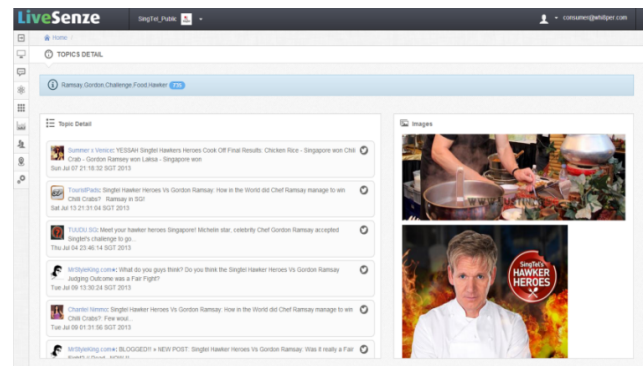 LiveSenze
SingTel_Public
consumer@whi8per.com
Home /
TOPICS DETAIL
Ramsay,Gordon,Challenge,Food,Hawker
Topic Detail
Images
Summer x Venice: YESSAH Singtel Hawkers Heroes Cook Off Final Results. Chicken Rice - Singapore won Chili
Crab - Gordon Ramsey won Laksa - Singapore won
Sun Jul 07 21:18:32 SGT 2013
TouristPads: Singtel Hawker Heroes Vs Gordon Ramsay: How in the World did Chef Ramsay manage to win
Chilli Crabs? Ramsay in SG!
Sat Jul 13 21:31:04 SGT 2013
TUUDU.SG: Meet your hawker heroes Singapore! Michelin star, celebrity Chef Gordon Ramsay accepted
Singtel's challenge to go...
Thu Jul 04 23:46:14 SGT 2013
MrStyleKing.com★: What do you guys think? Do you think the Singtel Hawker Heroes Vs Gordon Ramsay
Judging Outcome was a Fair Fight?
Tue Jul 09 13:30:24 SGT 2013
Chantel Nimmo: Singtel Hawker Heroes Vs Gordon Ramsay: How in the World did Chef Ramsay manage to win
Chilli Crabs?: Few woul...
Tue Jul 09 01:31:56 SGT 2013
MrStyleKing.com★: BLOGGED!!! » NEW POST: Singtel Hawker Heroes Vs Gordon Ramsay: Was it really a Fair
SingTel's
HAWKER
HEROES